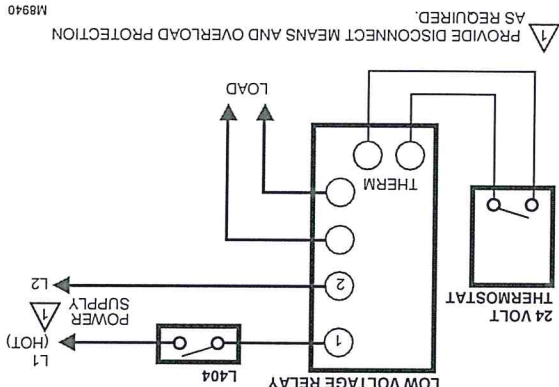 LOW VOLTAGE RELAY
L404
1
L1
(HOT)
POWER
SUPPLY
1
24 VOLT
THERMOSTAT
2
L2
THERM
LOAD
1 PROVIDE DISCONNECT MEANS AND OVERLOAD PROTECTION
AS REQUIRED.
M8940